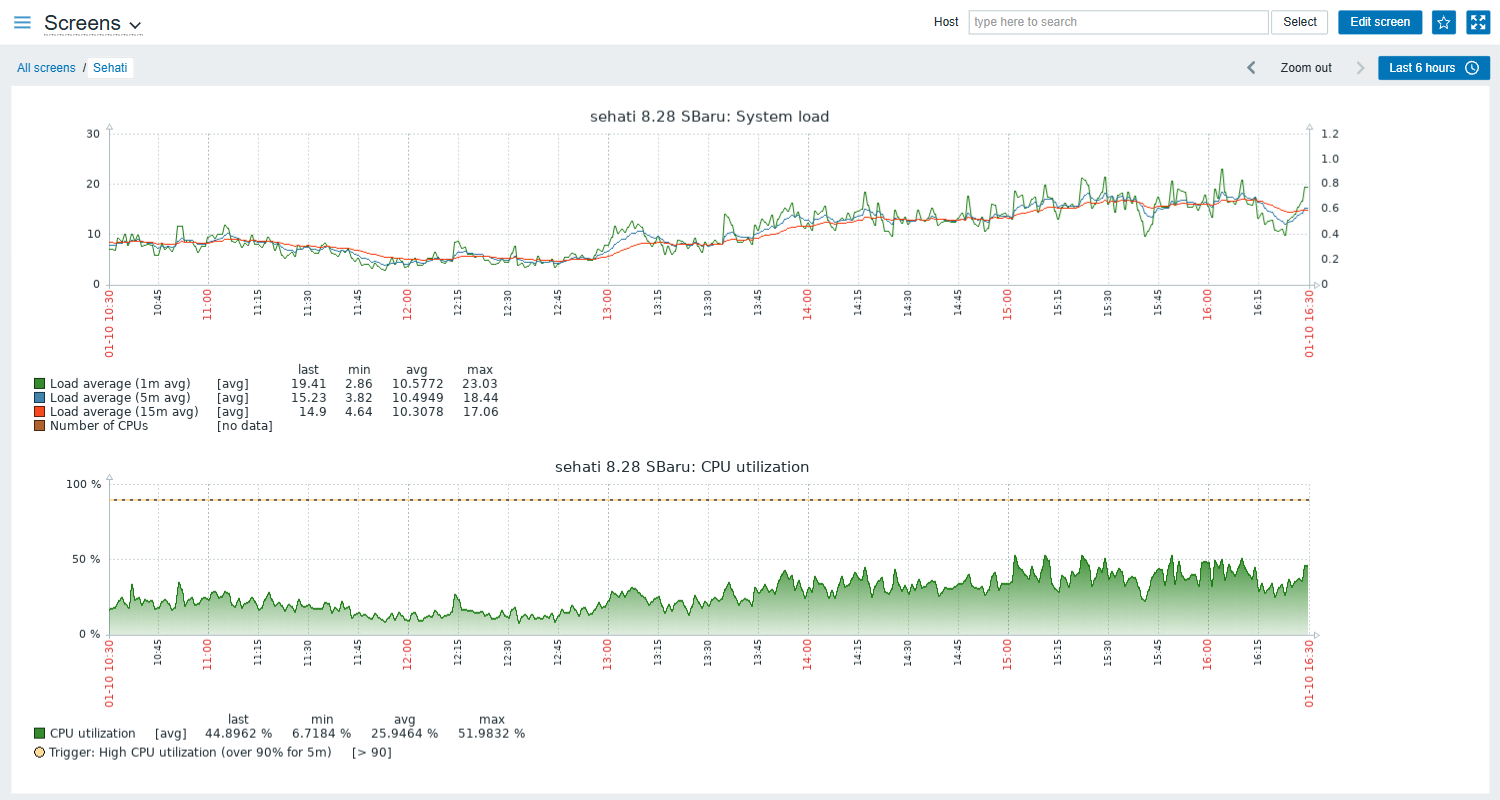 Screens
Host type here to search Select Edit screen
All screens / Sehati
Zoom out Last 6 hours
sehati 8.28 SBaru: System load
30 1.2
1.0
20 0.8
0.6
10 0.4
0.2
0 0
01-10 10:30 10:45 11:00 11:15 11:30 11:45 12:00 12:15 12:30 12:45 13:00 13:15 13:30 13:45 14:00 14:15 14:30 14:45 15:00 15:15 15:30 15:45 16:00 16:15 01-10 16:30
last min avg max
Load average (1m avg) [avg] 19.41 2.86 10.5772 23.03
Load average (5m avg) [avg] 15.23 3.82 10.4949 18.44
Load average (15m avg) [avg] 14.9 4.64 10.3078 17.06
Number of CPUs [no data]
sehati 8.28 SBaru: CPU utilization
100 %
50 %
0 %
01-10 10:30 10:45 11:00 11:15 11:30 11:45 12:00 12:15 12:30 12:45 13:00 13:15 13:30 13:45 14:00 14:15 14:30 14:45 15:00 15:15 15:30 15:45 16:00 16:15 01-10 16:30
last min avg max
CPU utilization [avg] 44.8962 % 6.7184 % 25.9464 % 51.9832 %
Trigger: High CPU utilization (over 90% for 5m) [> 90]